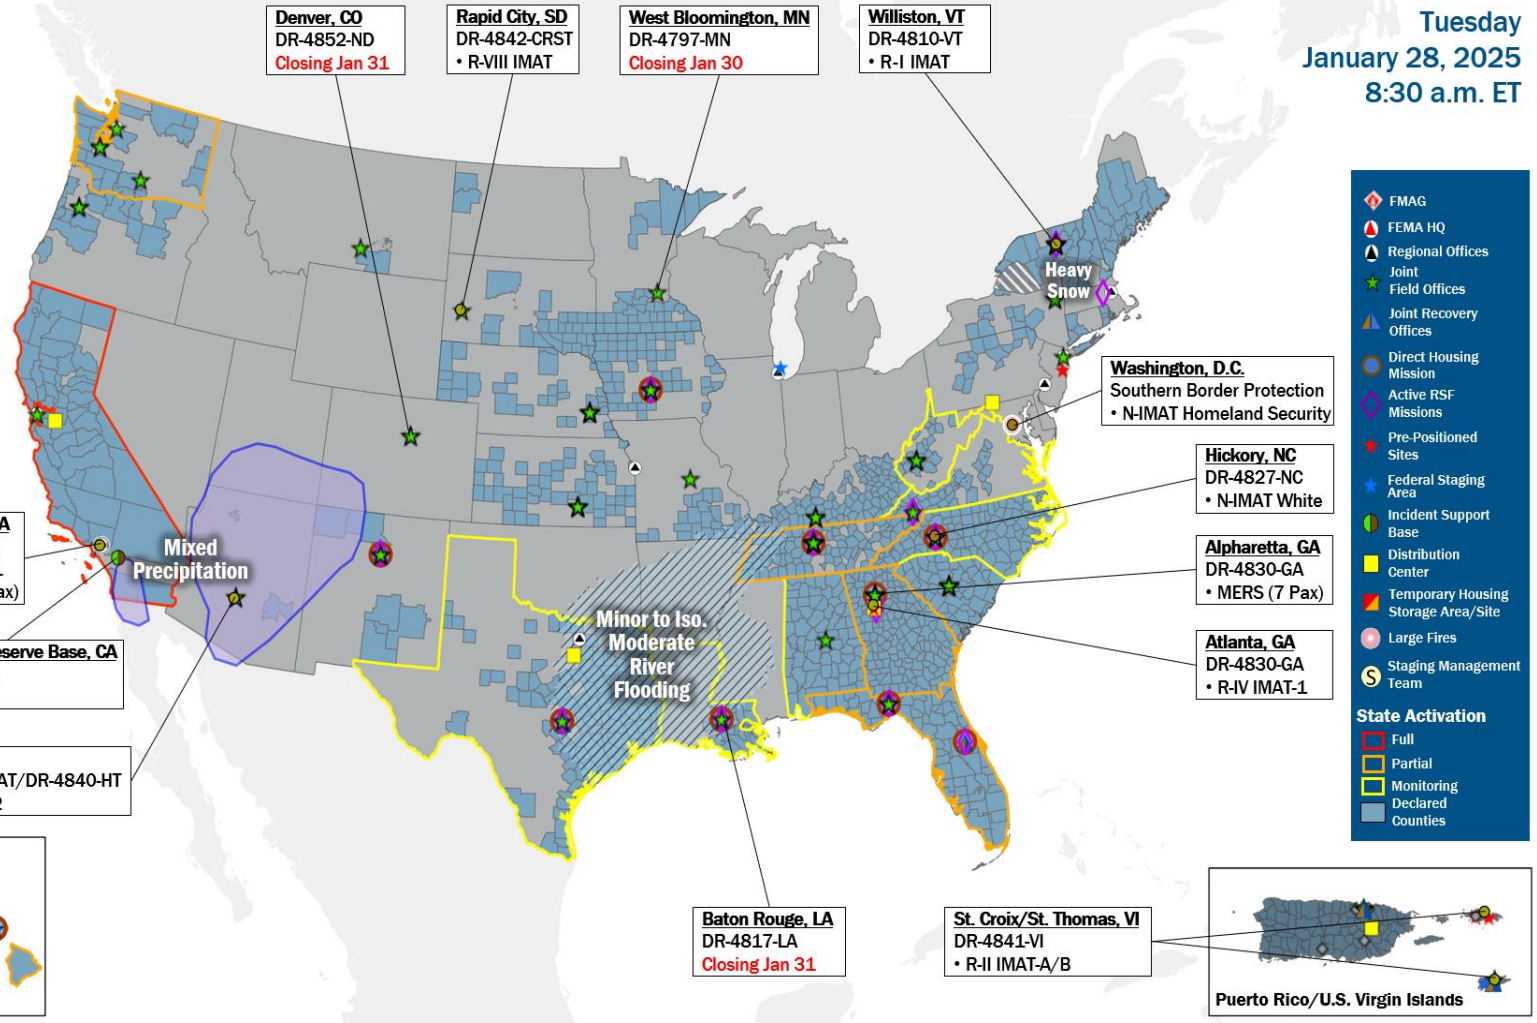 Denver, CO
DR-4852-ND
Closing Jan 31
Rapid City, SD
DR-4842-CRST
• R-VIII IMAT
West Bloomington, MN
DR-4797-MN
Closing Jan 30
Williston, VT
DR-4810-VT
• R-I IMAT
Tuesday
January 28, 2025
8:30 a.m. ET
Heavy
Snow
Washington, D.C.
Southern Border Protection
• N-IMAT Homeland Security
Hickory, NC
DR-4827-NC
• N-IMAT White
Alpharetta, GA
DR-4830-GA
• MERS (7 Pax)
Atlanta, GA
DR-4830-GA
• R-IV IMAT-1
Mixed
Precipitation
Minor to Iso.
Moderate
River
Flooding
A
ax)
eserve Base, CA
AT/DR-4840-HT
2
Baton Rouge, LA
DR-4817-LA
Closing Jan 31
St. Croix/St. Thomas, VI
DR-4841-VI
• R-II IMAT-A/B
Puerto Rico/U.S. Virgin Islands
FMAG
FEMA HQ
Regional Offices
Joint
Field Offices
Joint Recovery
Offices
Direct Housing
Mission
Active RSF
Missions
Pre-Positioned
Sites
Federal Staging
Area
Incident Support
Base
Distribution
Center
Temporary Housing
Storage Area/Site
Large Fires
S
Staging Management
Team
State Activation
Full
Partial
Monitoring
Declared
Counties